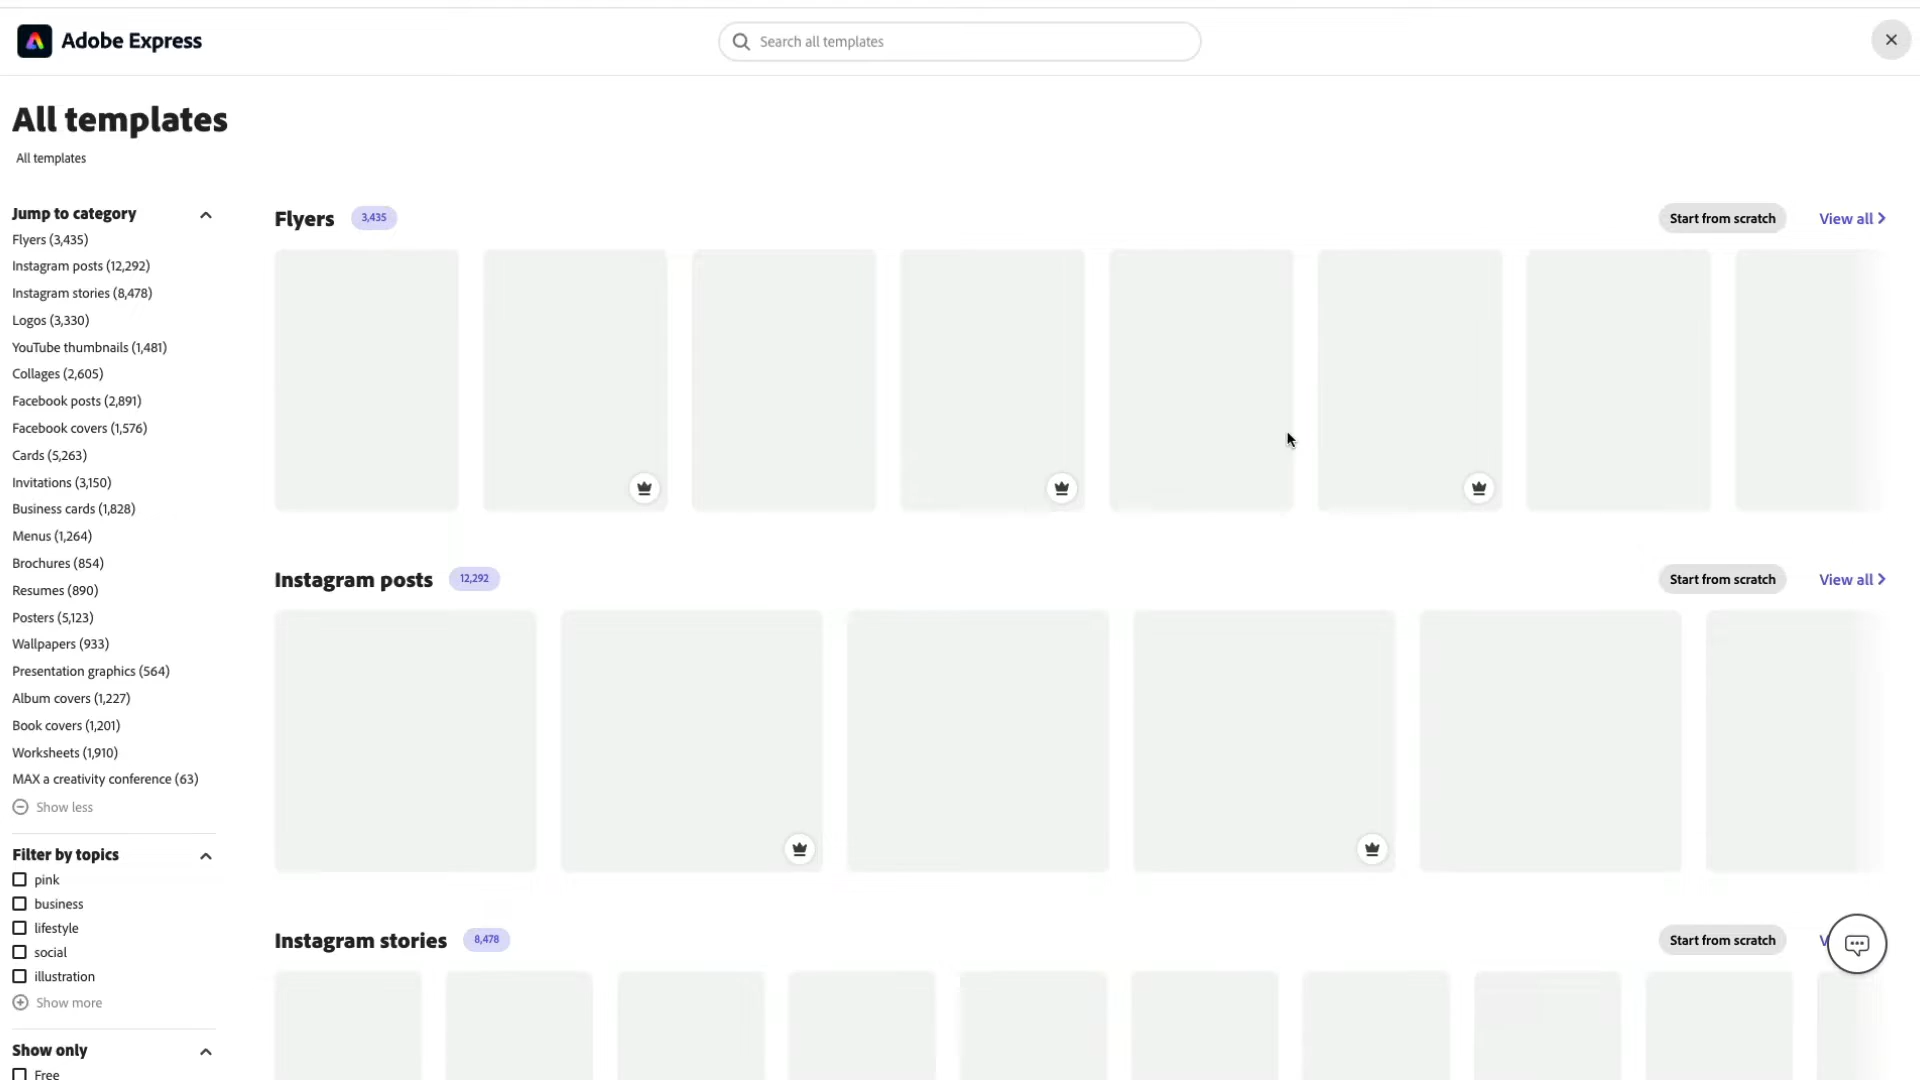 Adobe Express
Search all templates
All templates
All templates
Jump to category
Flyers (3,435)
Instagram posts (12,292)
Instagram stories (8,478)
Logos (3,330)
YouTube thumbnails (1,481)
Collages (2,605)
Facebook posts (2,891)
Facebook covers (1,576)
Cards (5,263)
Invitations (3,150)
Business cards (1,828)
Menus (1,264)
Brochures (854)
Resumes (890)
Posters (5,123)
Wallpapers (933)
Presentation graphics (564)
Album covers (1,227)
Book covers (1,201)
Worksheets (1,910)
MAX a creativity conference (63)
Show less
Filter by topics
pink
business
lifestyle
social
illustration
Show more
Show only
Free
Flyers 3,435 Start from scratch View all
Instagram posts 12,292 Start from scratch View all
Instagram stories 8,478 Start from scratch